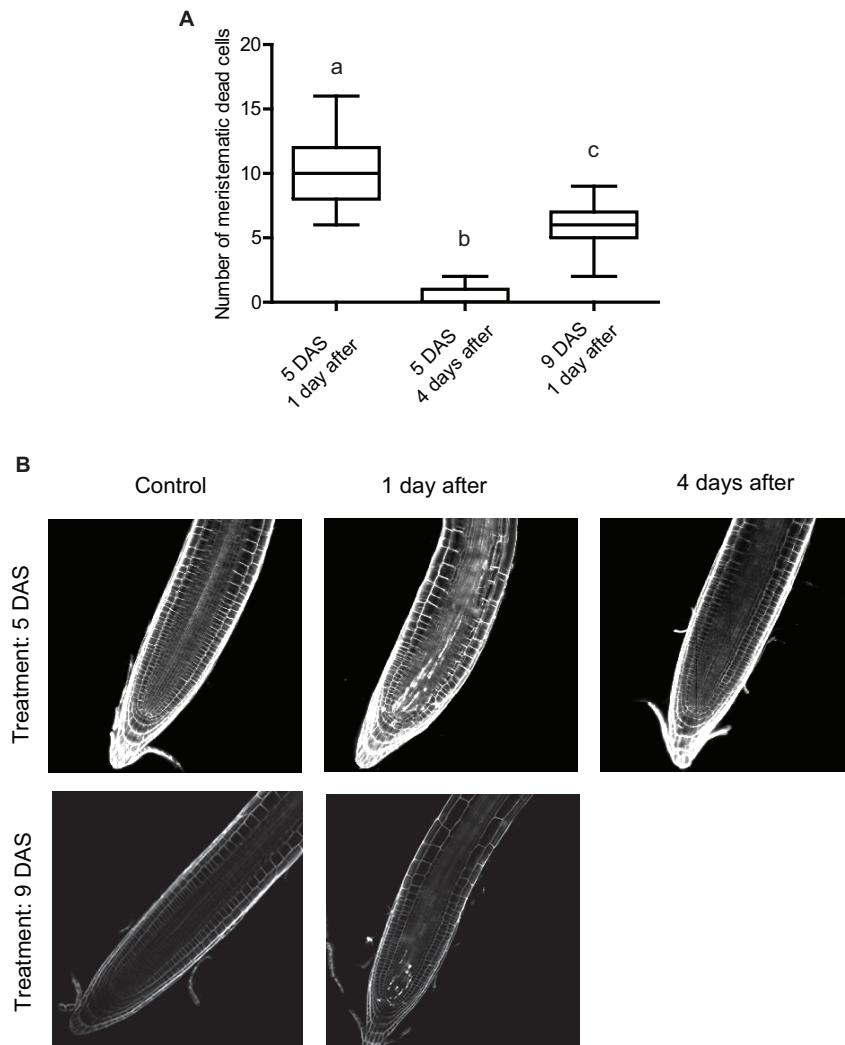 A
Number of meristematic dead cells
20
15
10
5
0
a
b
c
5 DAS
1 day after
5 DAS
4 days after
9 DAS
1 day after
B
Control
1 day after
4 days after
Treatment: 5 DAS
Treatment: 9 DAS